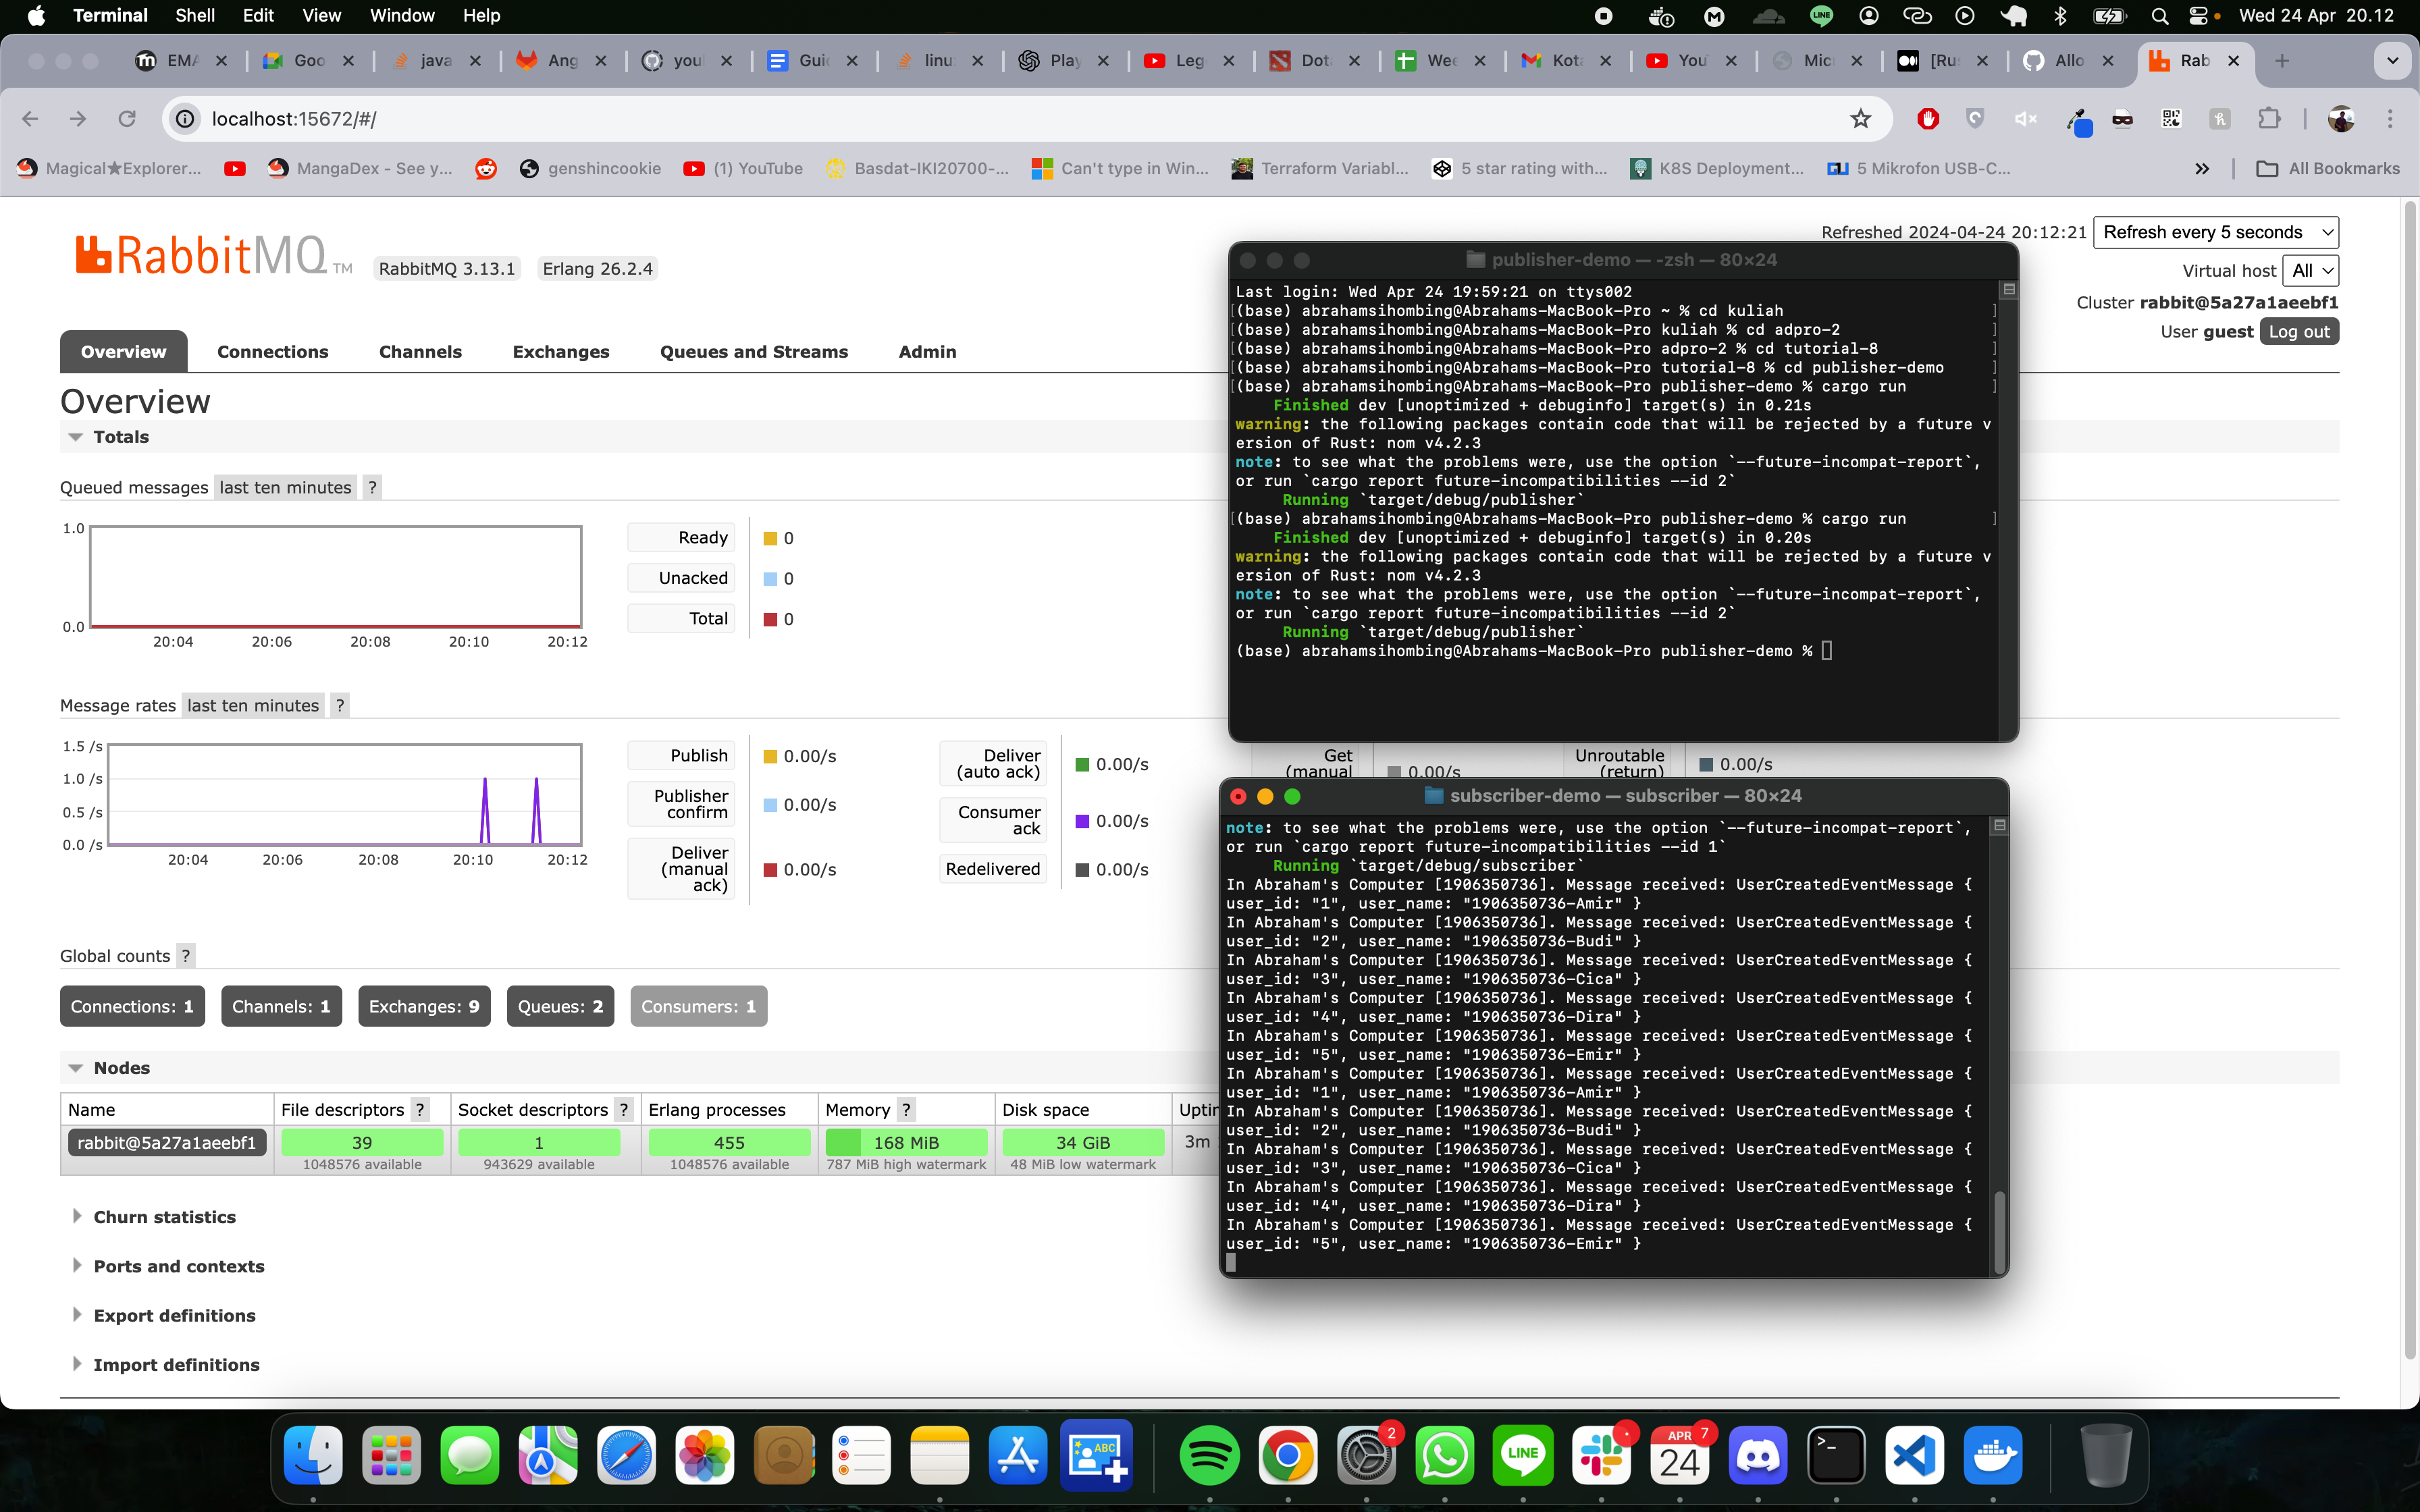 Terminal Shell Edit View Window Help
LINE
Wed 24 Apr 20.12
EMA Goo java Ang you Guid linu Play Leg Dot Wee Kota You Mic [Ru Allo Rab
localhost:15672/#/
Magical★Explorer... MangaDex - See y... genshincookie (1) YouTube Basdat-IKI20700-... Can't type in Win... Terraform Variabl... 5 star rating with... K8S Deployment... 5 Mikrofon USB-C... » All Bookmarks
RabbitMQ TM RabbitMQ 3.13.1 Erlang 26.2.4
Refreshed 2024-04-24 20:12:21 Refresh every 5 seconds
Virtual host All
Cluster rabbit@5a27a1aeebf1
User guest Log out
Overview Connections Channels Exchanges Queues and Streams Admin
Overview
Totals
Queued messages last ten minutes ?
1.0
0.0
20:04 20:06 20:08 20:10 20:12
Ready 0
Unacked 0
Total 0
Message rates last ten minutes ?
1.5 /s
1.0 /s
0.5 /s
0.0 /s
20:04 20:06 20:08 20:10 20:12
Publish 0.00/s
Publisher confirm 0.00/s
Deliver (manual ack) 0.00/s
Deliver (auto ack) 0.00/s
Consumer ack 0.00/s
Redelivered 0.00/s
Get (manual 0.00/s
Unroutable (return) 0.00/s
Global counts ?
Connections: 1 Channels: 1 Exchanges: 9 Queues: 2 Consumers: 1
Nodes
Name File descriptors ? Socket descriptors ? Erlang processes Memory ? Disk space Uptim
rabbit@5a27a1aeebf1 39 1 455 168 MiB 34 GiB 3m
1048576 available 943629 available 1048576 available 787 MiB high watermark 48 MiB low watermark
Churn statistics
Ports and contexts
Export definitions
Import definitions
publisher-demo — -zsh — 80×24
Last login: Wed Apr 24 19:59:21 on ttys002
[(base) abrahamsihombing@Abrahams-MacBook-Pro ~ % cd kuliah ]
[(base) abrahamsihombing@Abrahams-MacBook-Pro kuliah % cd adpro-2 ]
[(base) abrahamsihombing@Abrahams-MacBook-Pro adpro-2 % cd tutorial-8 ]
[(base) abrahamsihombing@Abrahams-MacBook-Pro tutorial-8 % cd publisher-demo ]
[(base) abrahamsihombing@Abrahams-MacBook-Pro publisher-demo % cargo run ]
Finished dev [unoptimized + debuginfo] target(s) in 0.21s
warning: the following packages contain code that will be rejected by a future v
ersion of Rust: nom v4.2.3
note: to see what the problems were, use the option `--future-incompat-report`,
or run `cargo report future-incompatibilities --id 2`
Running `target/debug/publisher`
[(base) abrahamsihombing@Abrahams-MacBook-Pro publisher-demo % cargo run ]
Finished dev [unoptimized + debuginfo] target(s) in 0.20s
warning: the following packages contain code that will be rejected by a future v
ersion of Rust: nom v4.2.3
note: to see what the problems were, use the option `--future-incompat-report`,
or run `cargo report future-incompatibilities --id 2`
Running `target/debug/publisher`
(base) abrahamsihombing@Abrahams-MacBook-Pro publisher-demo %
subscriber-demo — subscriber — 80×24
note: to see what the problems were, use the option `--future-incompat-report`,
or run `cargo report future-incompatibilities --id 1`
Running `target/debug/subscriber`
In Abraham's Computer [1906350736]. Message received: UserCreatedEventMessage {
user_id: "1", user_name: "1906350736-Amir" }
In Abraham's Computer [1906350736]. Message received: UserCreatedEventMessage {
user_id: "2", user_name: "1906350736-Budi" }
In Abraham's Computer [1906350736]. Message received: UserCreatedEventMessage {
user_id: "3", user_name: "1906350736-Cica" }
In Abraham's Computer [1906350736]. Message received: UserCreatedEventMessage {
user_id: "4", user_name: "1906350736-Dira" }
In Abraham's Computer [1906350736]. Message received: UserCreatedEventMessage {
user_id: "5", user_name: "1906350736-Emir" }
In Abraham's Computer [1906350736]. Message received: UserCreatedEventMessage {
user_id: "1", user_name: "1906350736-Amir" }
In Abraham's Computer [1906350736]. Message received: UserCreatedEventMessage {
user_id: "2", user_name: "1906350736-Budi" }
In Abraham's Computer [1906350736]. Message received: UserCreatedEventMessage {
user_id: "3", user_name: "1906350736-Cica" }
In Abraham's Computer [1906350736]. Message received: UserCreatedEventMessage {
user_id: "4", user_name: "1906350736-Dira" }
In Abraham's Computer [1906350736]. Message received: UserCreatedEventMessage {
user_id: "5", user_name: "1906350736-Emir" }
ABC 2 LINE APR 7 24